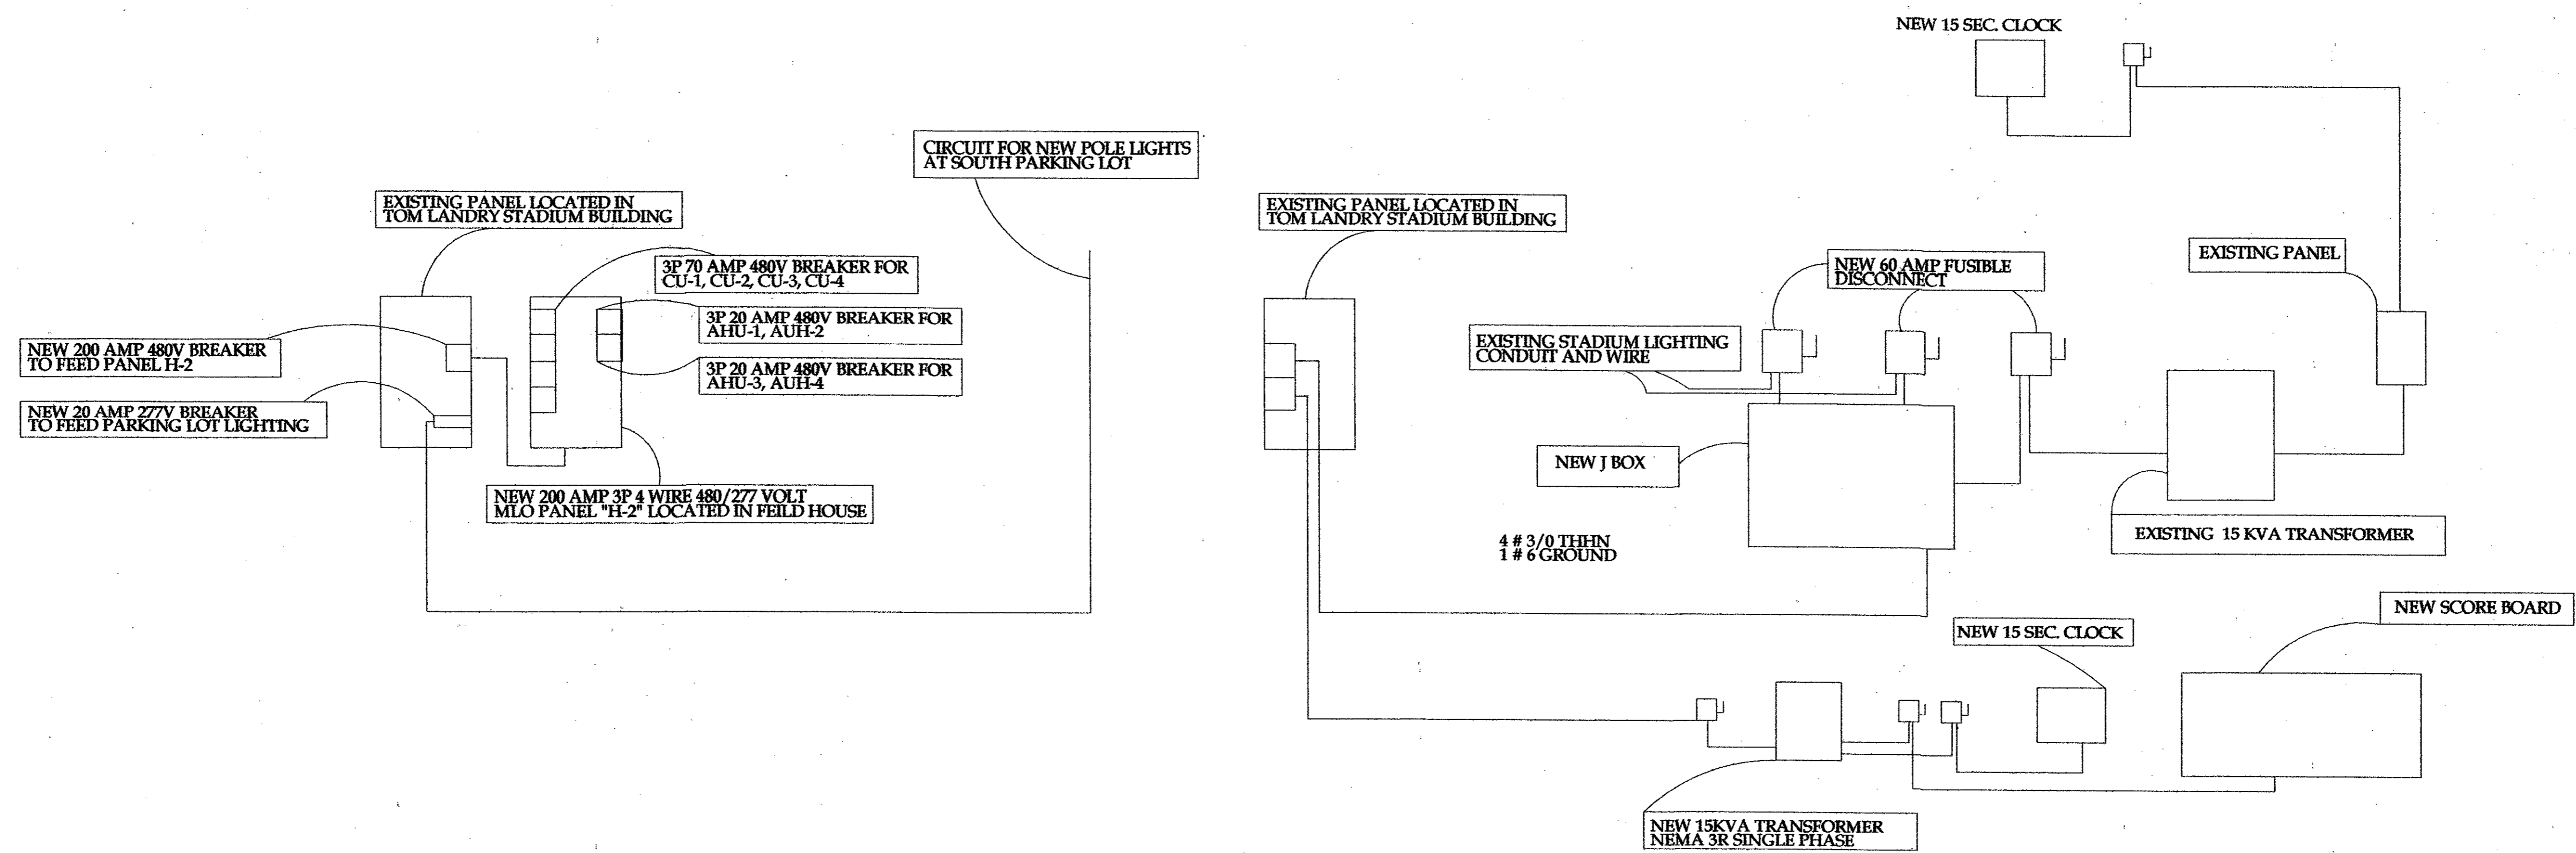 NEW 15 SEC. CLOCK
CIRCUIT FOR NEW POLE LIGHTS
AT SOUTH PARKING LOT
EXISTING PANEL LOCATED IN
TOM LANDRY STADIUM BUILDING
3P 70 AMP 480V BREAKER FOR
CU-1, CU-2, CU-3, CU-4
3P 20 AMP 480V BREAKER FOR
AHU-1, AUH-2
3P 20 AMP 480V BREAKER FOR
AHU-3, AUH-4
NEW 200 AMP 480V BREAKER
TO FEED PANEL H-2
NEW 20 AMP 277V BREAKER
TO FEED PARKING LOT LIGHTING
NEW 200 AMP 3P 4 WIRE 480/277 VOLT
MLO PANEL "H-2" LOCATED IN FEILD HOUSE
EXISTING PANEL LOCATED IN
TOM LANDRY STADIUM BUILDING
NEW 60 AMP FUSIBLE
DISCONNECT
EXISTING PANEL
EXISTING STADIUM LIGHTING
CONDUIT AND WIRE
NEW J BOX
4 # 3/0 THHN
1 # 6 GROUND
EXISTING 15 KVA TRANSFORMER
NEW SCORE BOARD
NEW 15 SEC. CLOCK
NEW 15KVA TRANSFORMER
NEMA 3R SINGLE PHASE